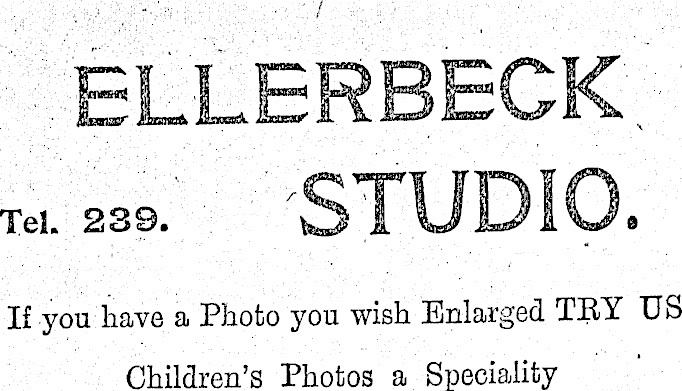 ELLERBECK
STUDIO.
Tel. 239.
If you have a Photo you wish Enlarged TRY US
Children's Photos a Speciality